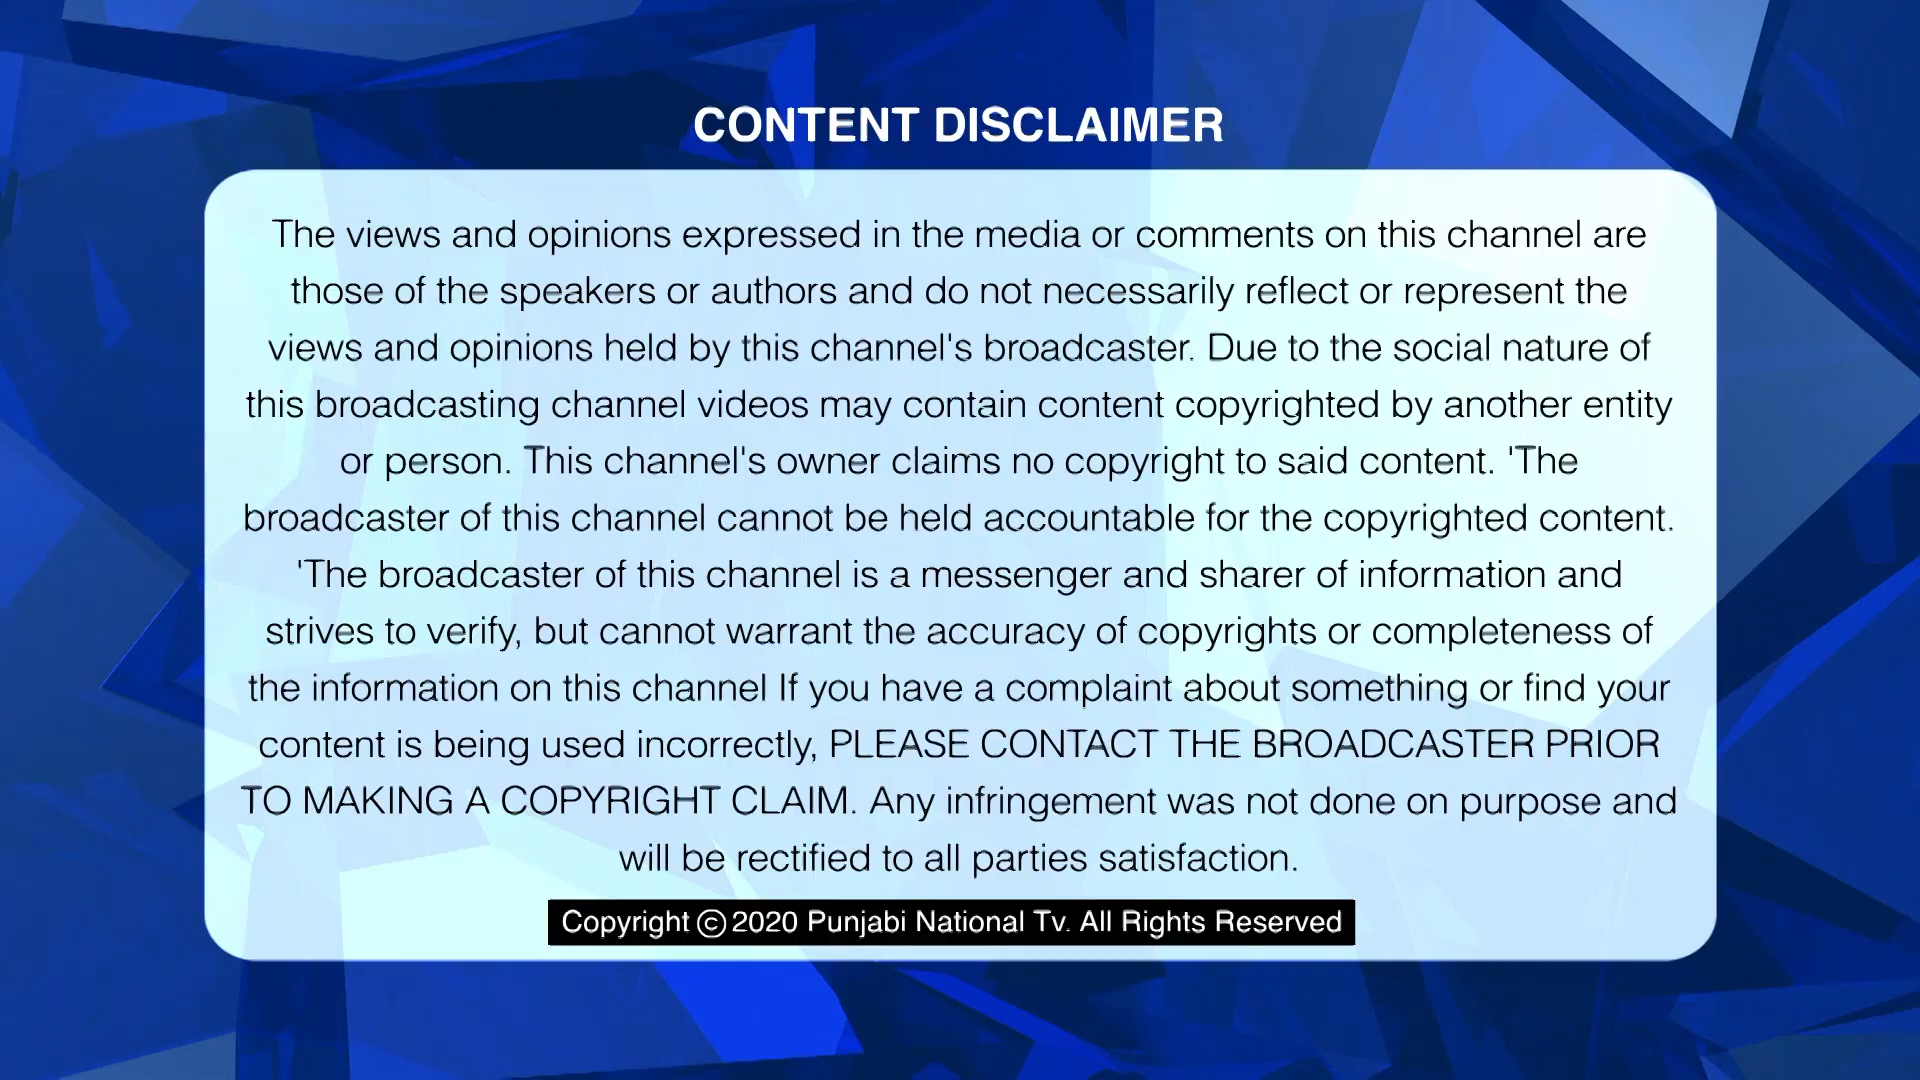 CONTENT DISCLAIMER
The views and opinions expressed in the media or comments on this channel are
those of the speakers or authors and do not necessarily reflect or represent the
views and opinions held by this channel's broadcaster. Due to the social nature of
this broadcasting channel videos may contain content copyrighted by another entity
or person. This channel's owner claims no copyright to said content. 'The
broadcaster of this channel cannot be held accountable for the copyrighted content.
'The broadcaster of this channel is a messenger and sharer of information and
strives to verify, but cannot warrant the accuracy of copyrights or completeness of
the information on this channel If you have a complaint about something or find your
content is being used incorrectly, PLEASE CONTACT THE BROADCASTER PRIOR
TO MAKING A COPYRIGHT CLAIM. Any infringement was not done on purpose and
will be rectified to all parties satisfaction.
Copyright © 2020 Punjabi National Tv. All Rights Reserved